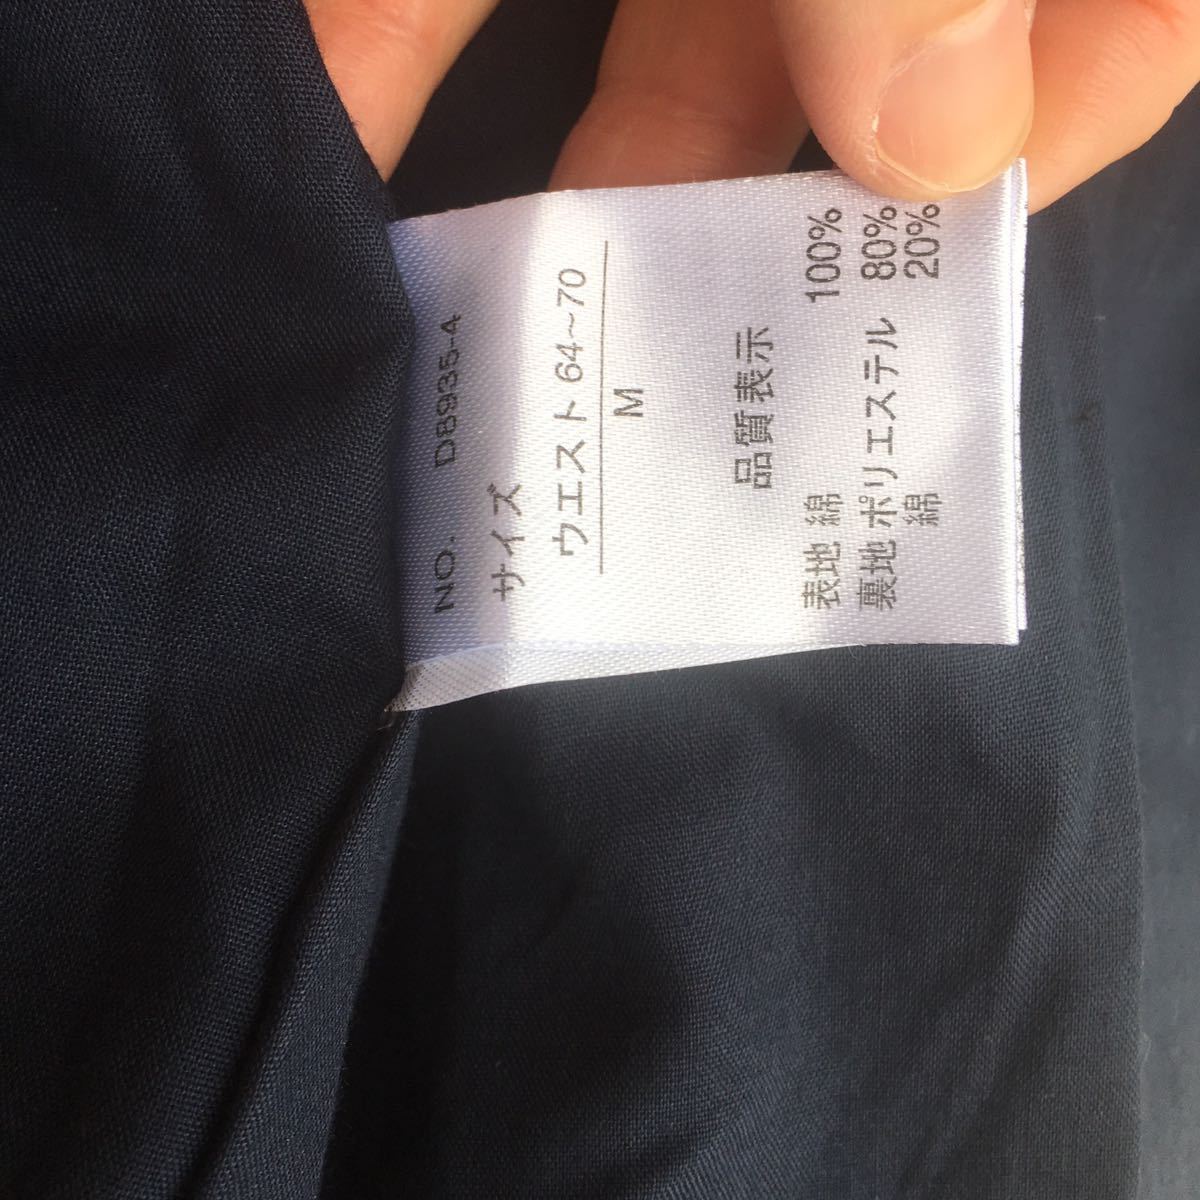 NO. D8935-4
サイズ
ウエスト 64~70
M
品質表示
表地 綿 100%
裏地 ポリエステル 80%
綿 20%